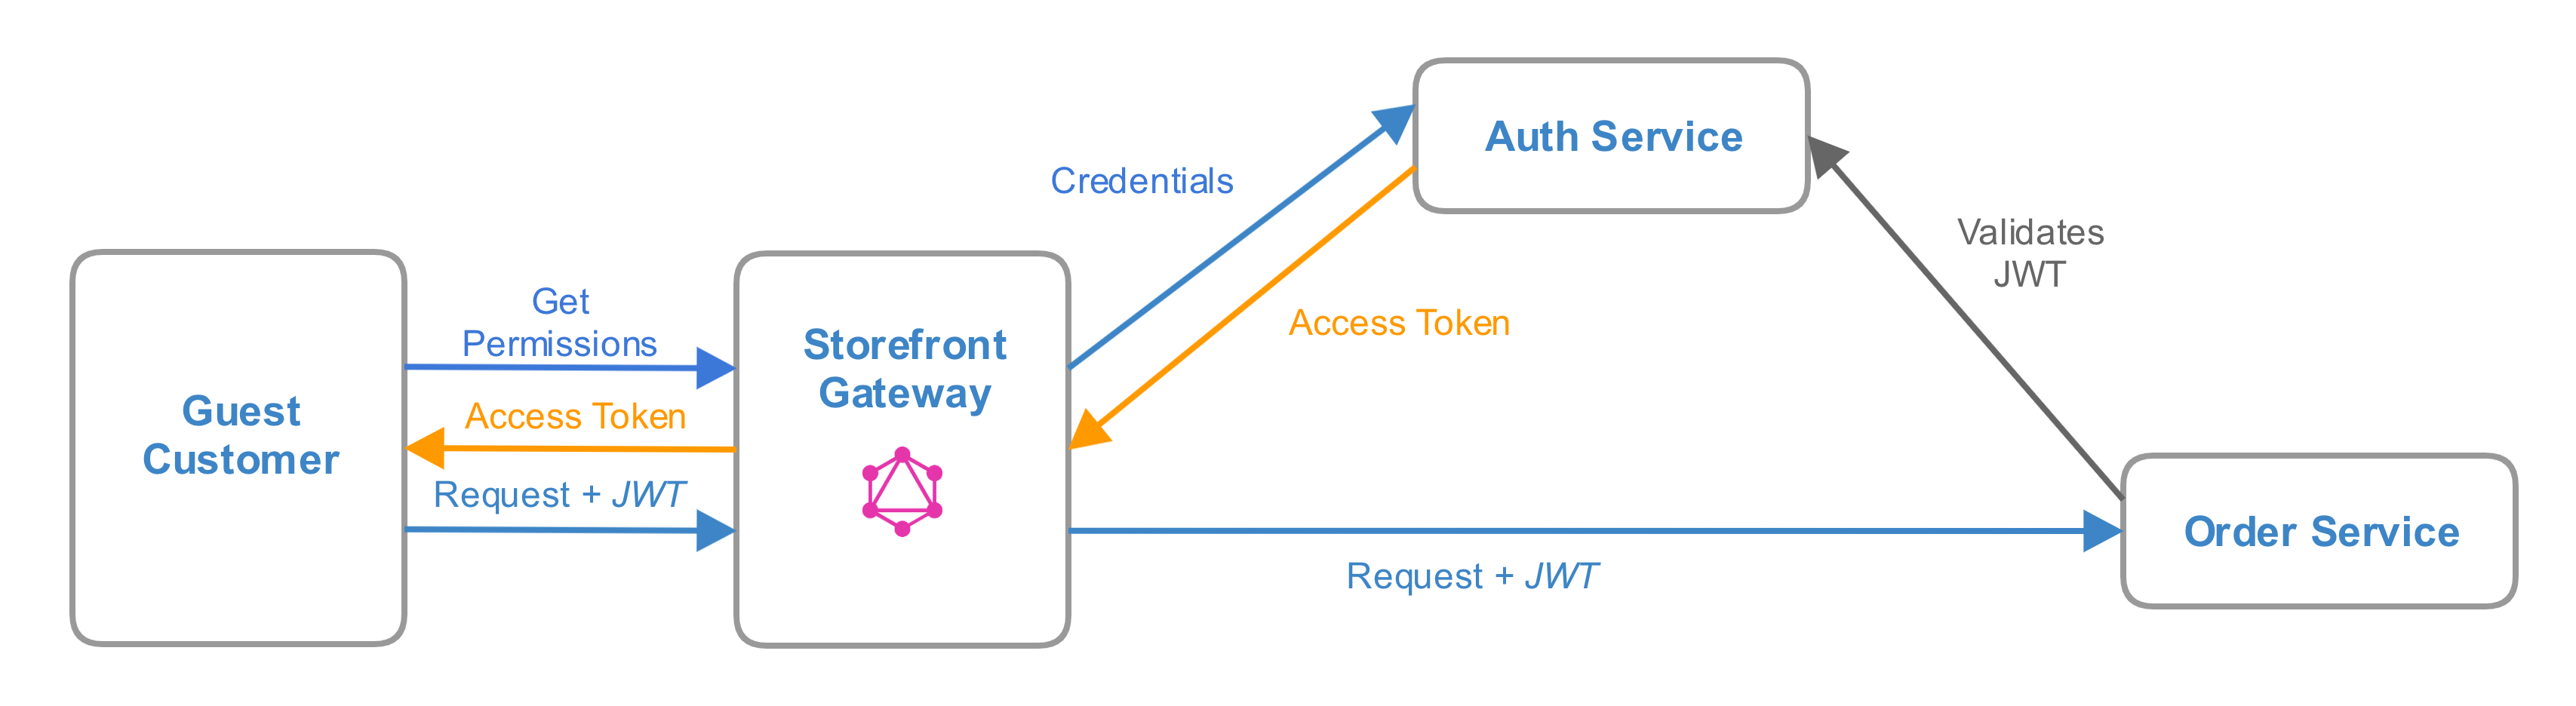 Guest
Customer
Get
Permissions
Access Token
Request + JWT
Storefront
Gateway
Credentials
Access Token
Request + JWT
Auth Service
Validates
JWT
Order Service